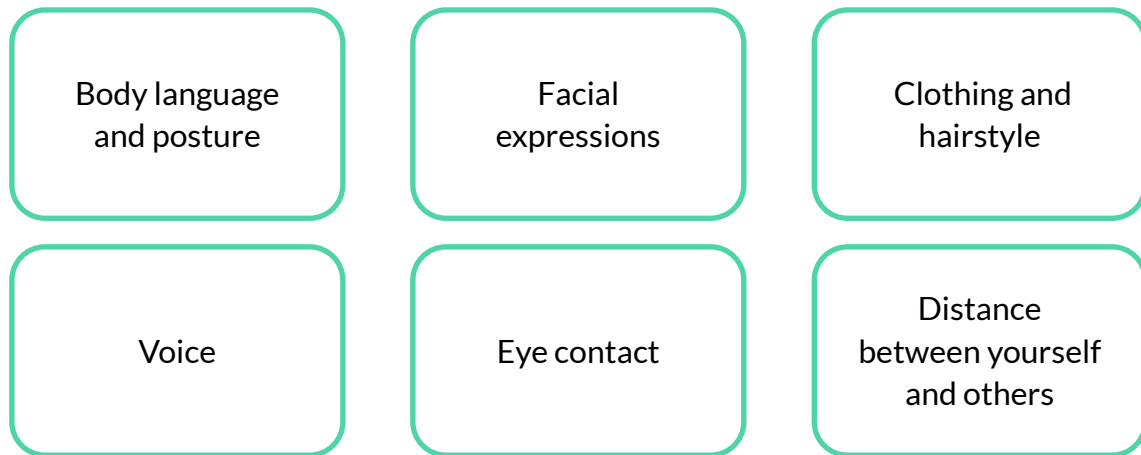 Body language
and posture
Facial
expressions
Clothing and
hairstyle
Voice
Eye contact
Distance
between yourself
and others